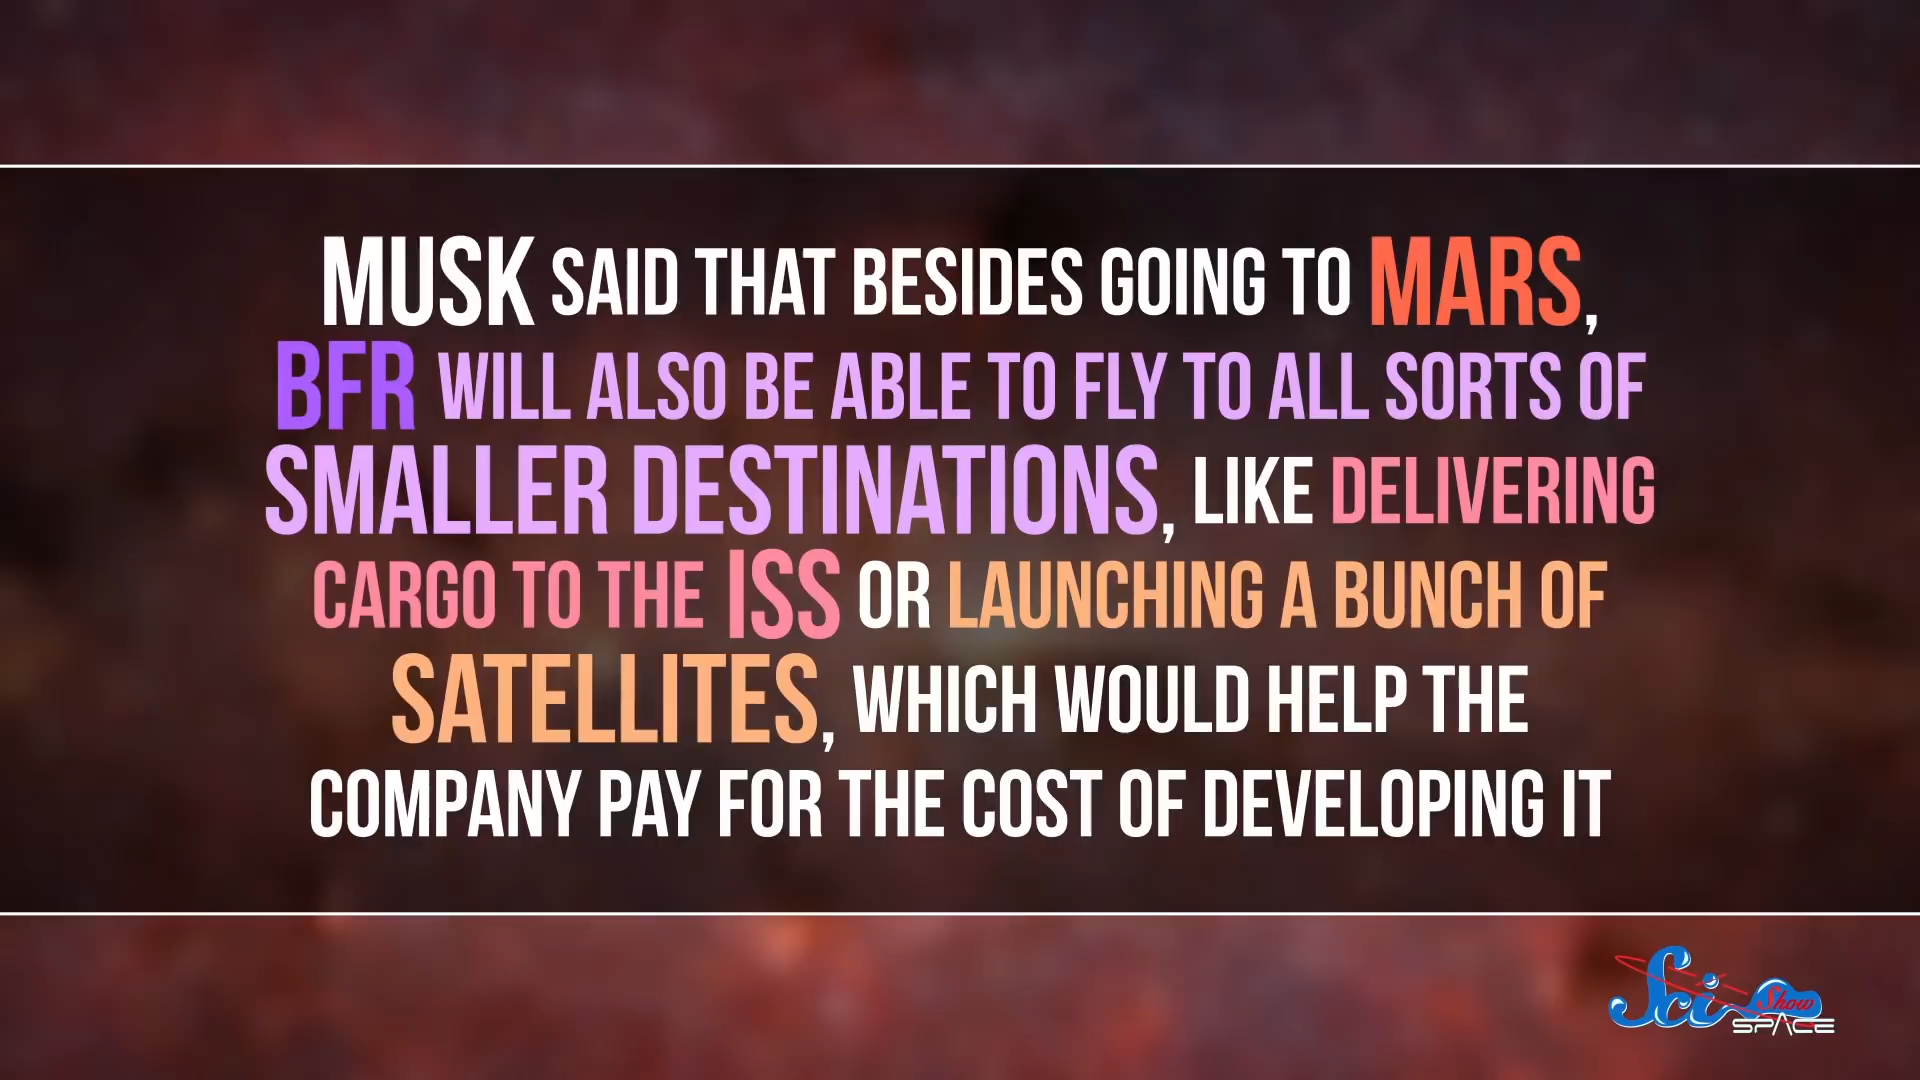 MUSK SAID THAT BESIDES GOING TO MARS,
BFR WILL ALSO BE ABLE TO FLY TO ALL SORTS OF
SMALLER DESTINATIONS, LIKE DELIVERING
CARGO TO THE ISS OR LAUNCHING A BUNCH OF
SATELLITES, WHICH WOULD HELP THE
COMPANY PAY FOR THE COST OF DEVELOPING IT
Sci Show
SPACE